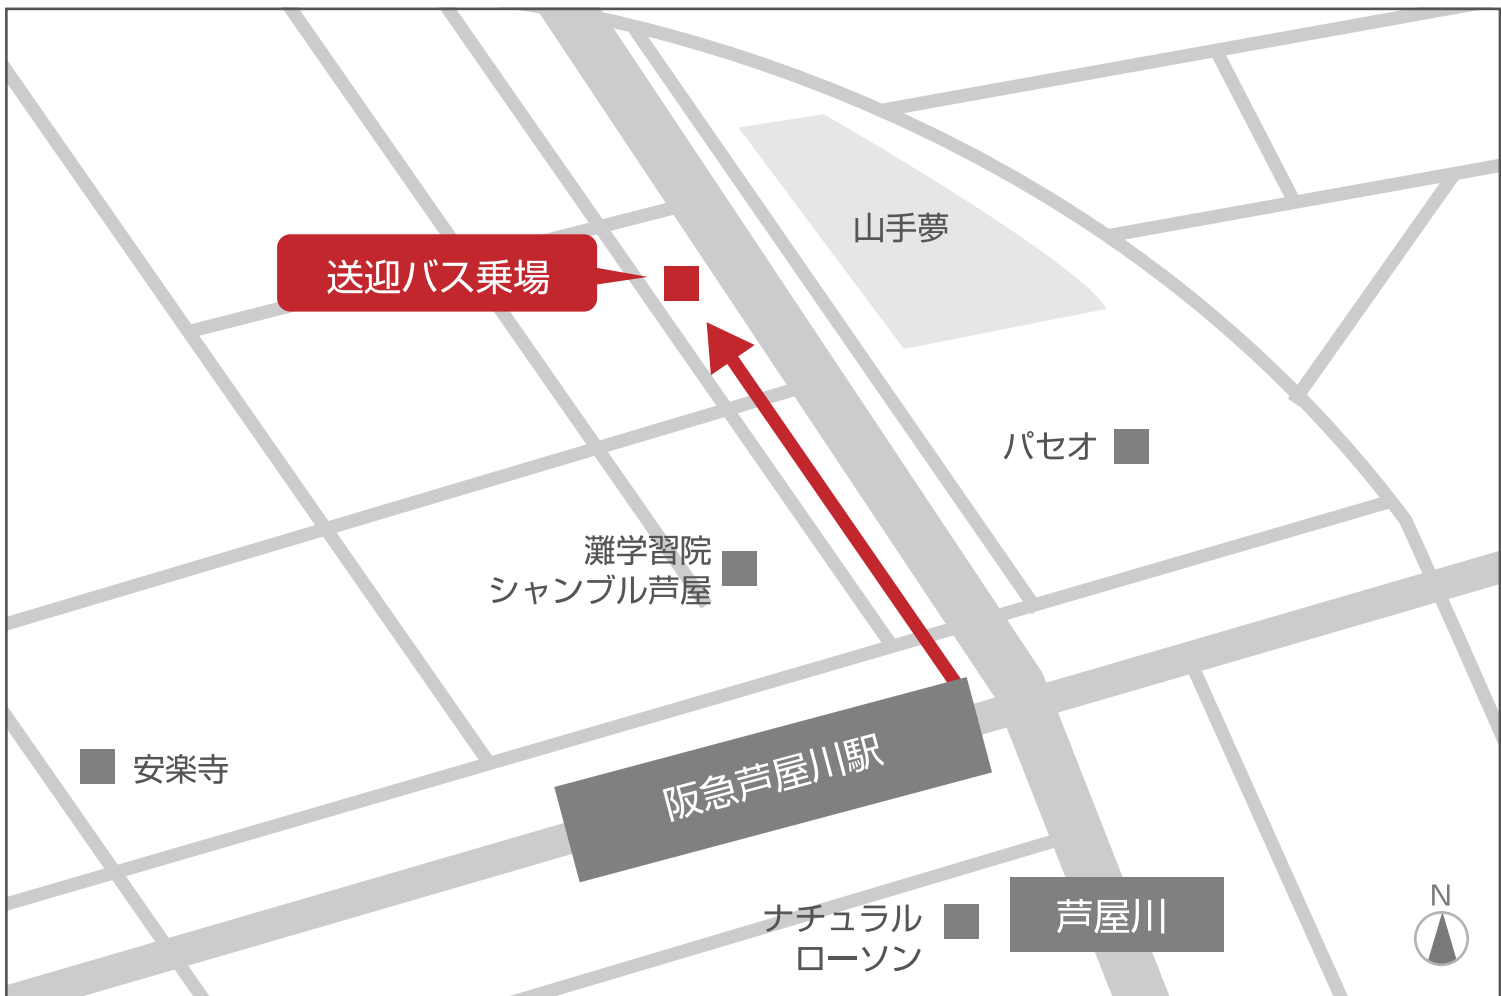 山手夢
送迎バス乗場
パセオ
灘学習院
シャンブル芦屋
安楽寺
阪急芦屋川駅
ナチュラル
ローソン
芦屋川
N